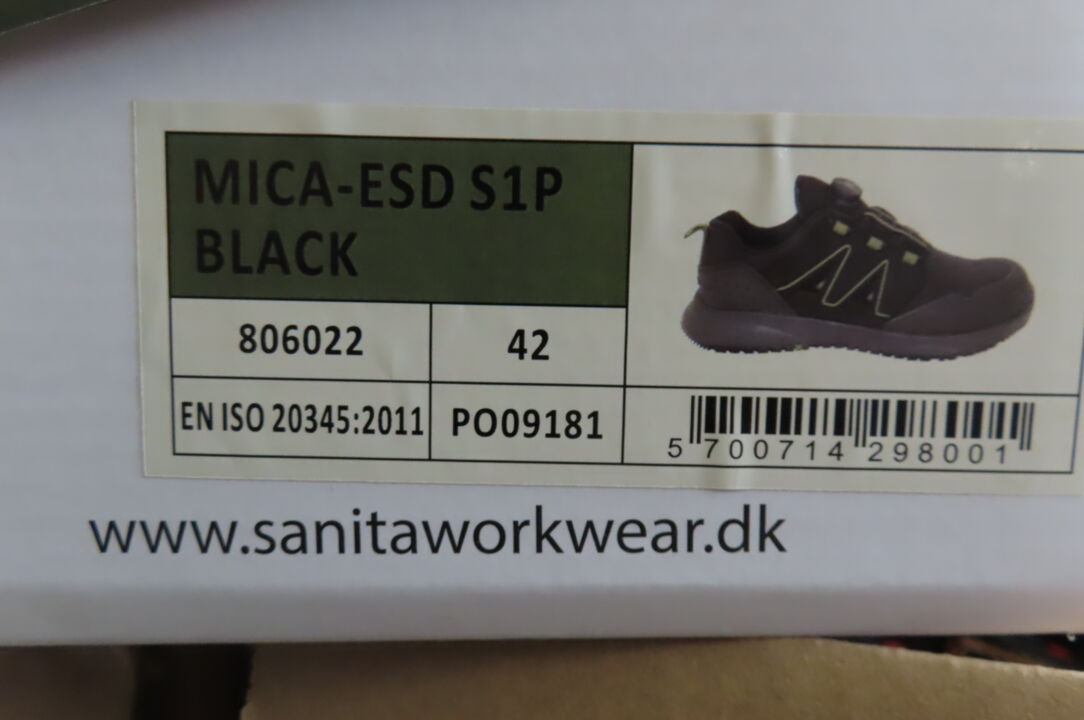 MICA-ESD S1P
BLACK
806022
42
EN ISO 20345:2011
PO09181
5 700714 298001
www.sanitaworkwear.dk